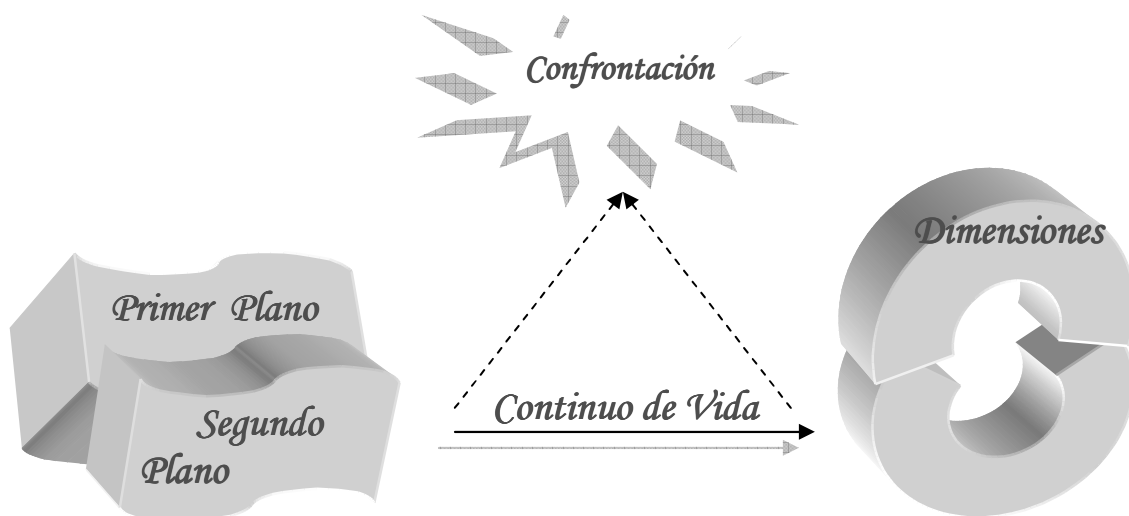 Confrontación
Dimensiones
Primer Plano
Continuo de Vida
Segundo
Plano